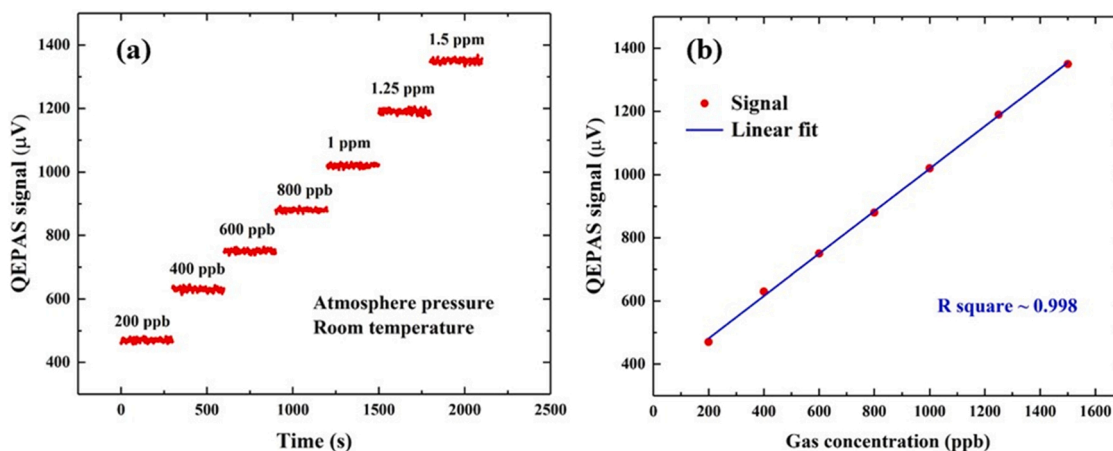 (a)
QEPAS signal (μV)
1400
1200
1000
800
600
400
200 ppb
400 ppb
600 ppb
800 ppb
1 ppm
1.25 ppm
1.5 ppm
Atmosphere pressure
Room temperature
0
500
1000
1500
2000
2500
Time (s)
(b)
QEPAS signal (μV)
1400
1200
1000
800
600
400
Signal
Linear fit
R square ~ 0.998
0
200
400
600
800
1000
1200
1400
1600
Gas concentration (ppb)